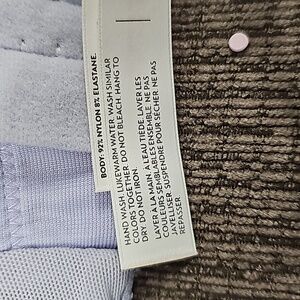 BODY: 97% NYLON 8% ELASTANE.
HAND WASH. LUKEWARM WATER. WASH SIMILAR
COLORS TOGETHER. DO NOT BLEACH. HANG TO
DRY. DO NOT IRON.
LAVER À LA MAIN. À L'EAU TIÈDE. LAVER LES
COULEURS SEMBLABLES ENSEMBLE. NE PAS
JAVELLISER. SUSPENDRE POUR SÉCHER. NE PAS
REPASSER.